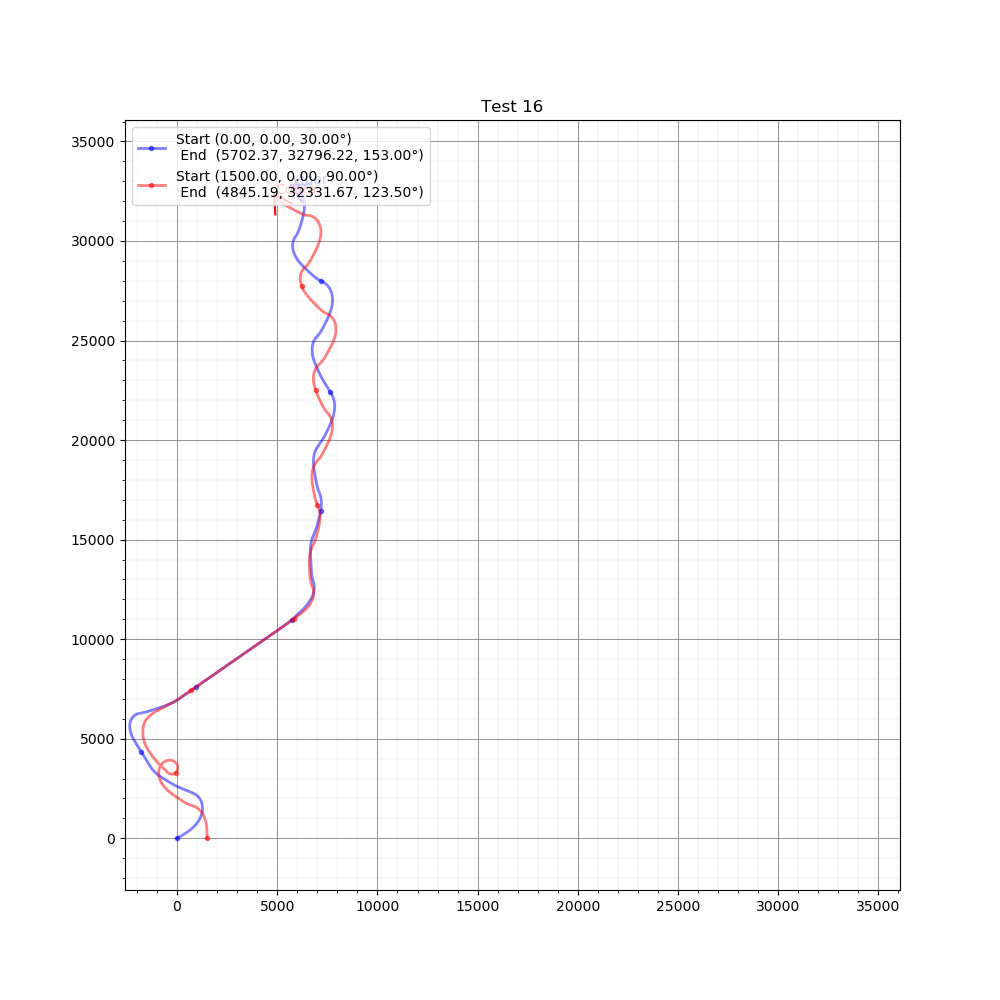 Test 16
Start (0.00, 0.00, 30.00°)
End (5702.37, 32796.22, 153.00°)
Start (1500.00, 0.00, 90.00°)
End (4845.19, 32331.67, 123.50°)
35000
30000
25000
20000
15000
10000
5000
0
0 5000 10000 15000 20000 25000 30000 35000